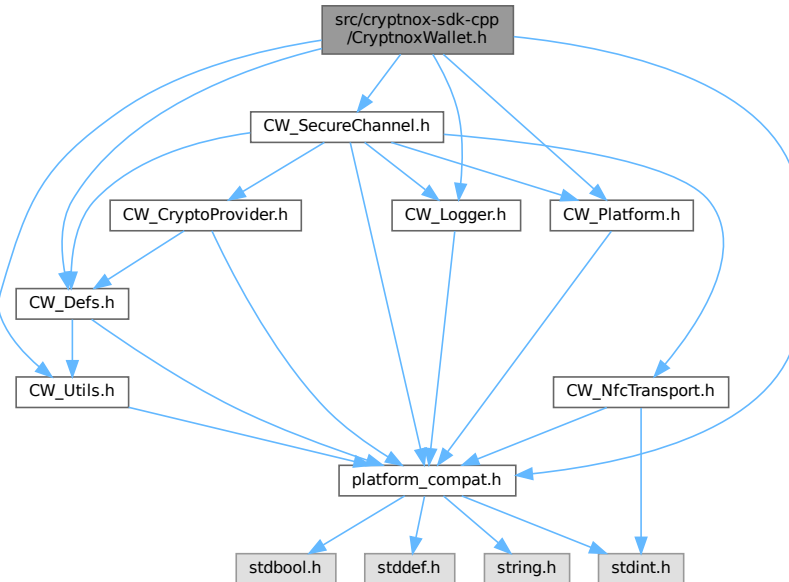 src/cryptnox-sdk-cpp
/CryptnoxWallet.h
CW_SecureChannel.h
CW_CryptoProvider.h
CW_Logger.h
CW_Platform.h
CW_Defs.h
CW_Utils.h
CW_NfcTransport.h
platform_compat.h
stdbool.h
stddef.h
string.h
stdint.h